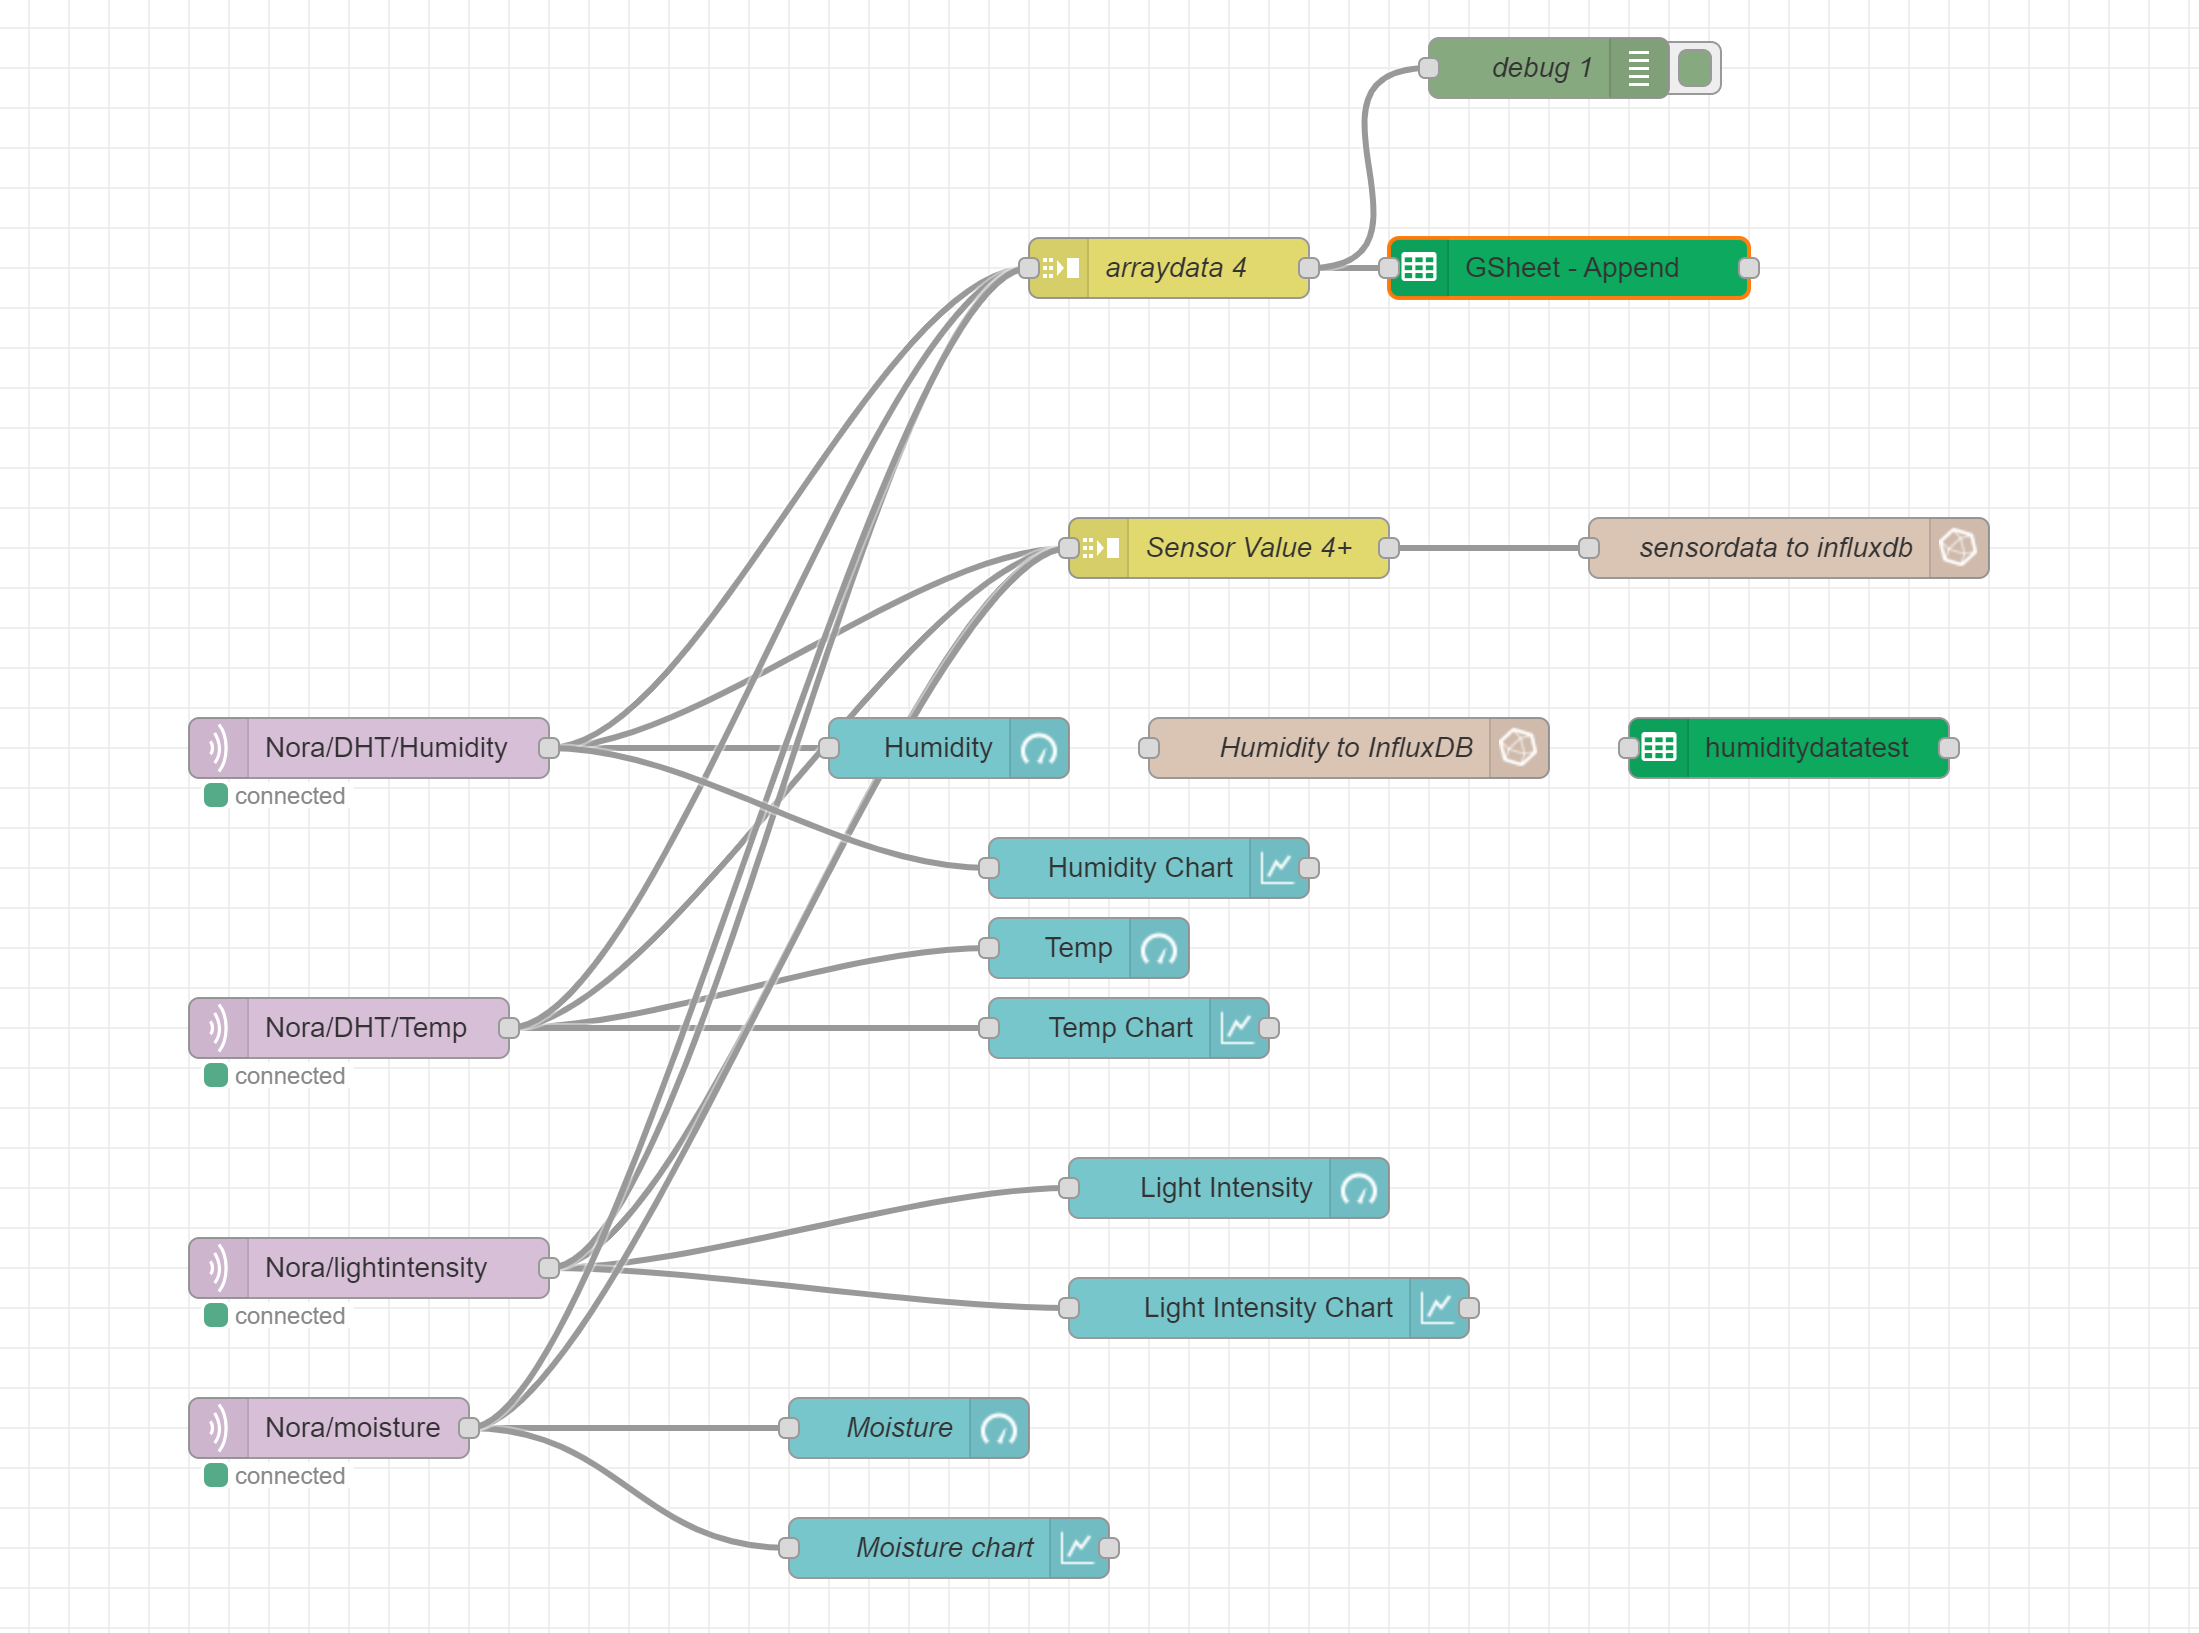 debug 1
arraydata 4
GSheet - Append
Sensor Value 4+
sensordata to influxdb
Nora/DHT/Humidity
connected
Humidity
Humidity to InfluxDB
humiditydatatest
Humidity Chart
Temp
Nora/DHT/Temp
connected
Temp Chart
Light Intensity
Nora/lightintensity
connected
Light Intensity Chart
Nora/moisture
connected
Moisture
Moisture chart